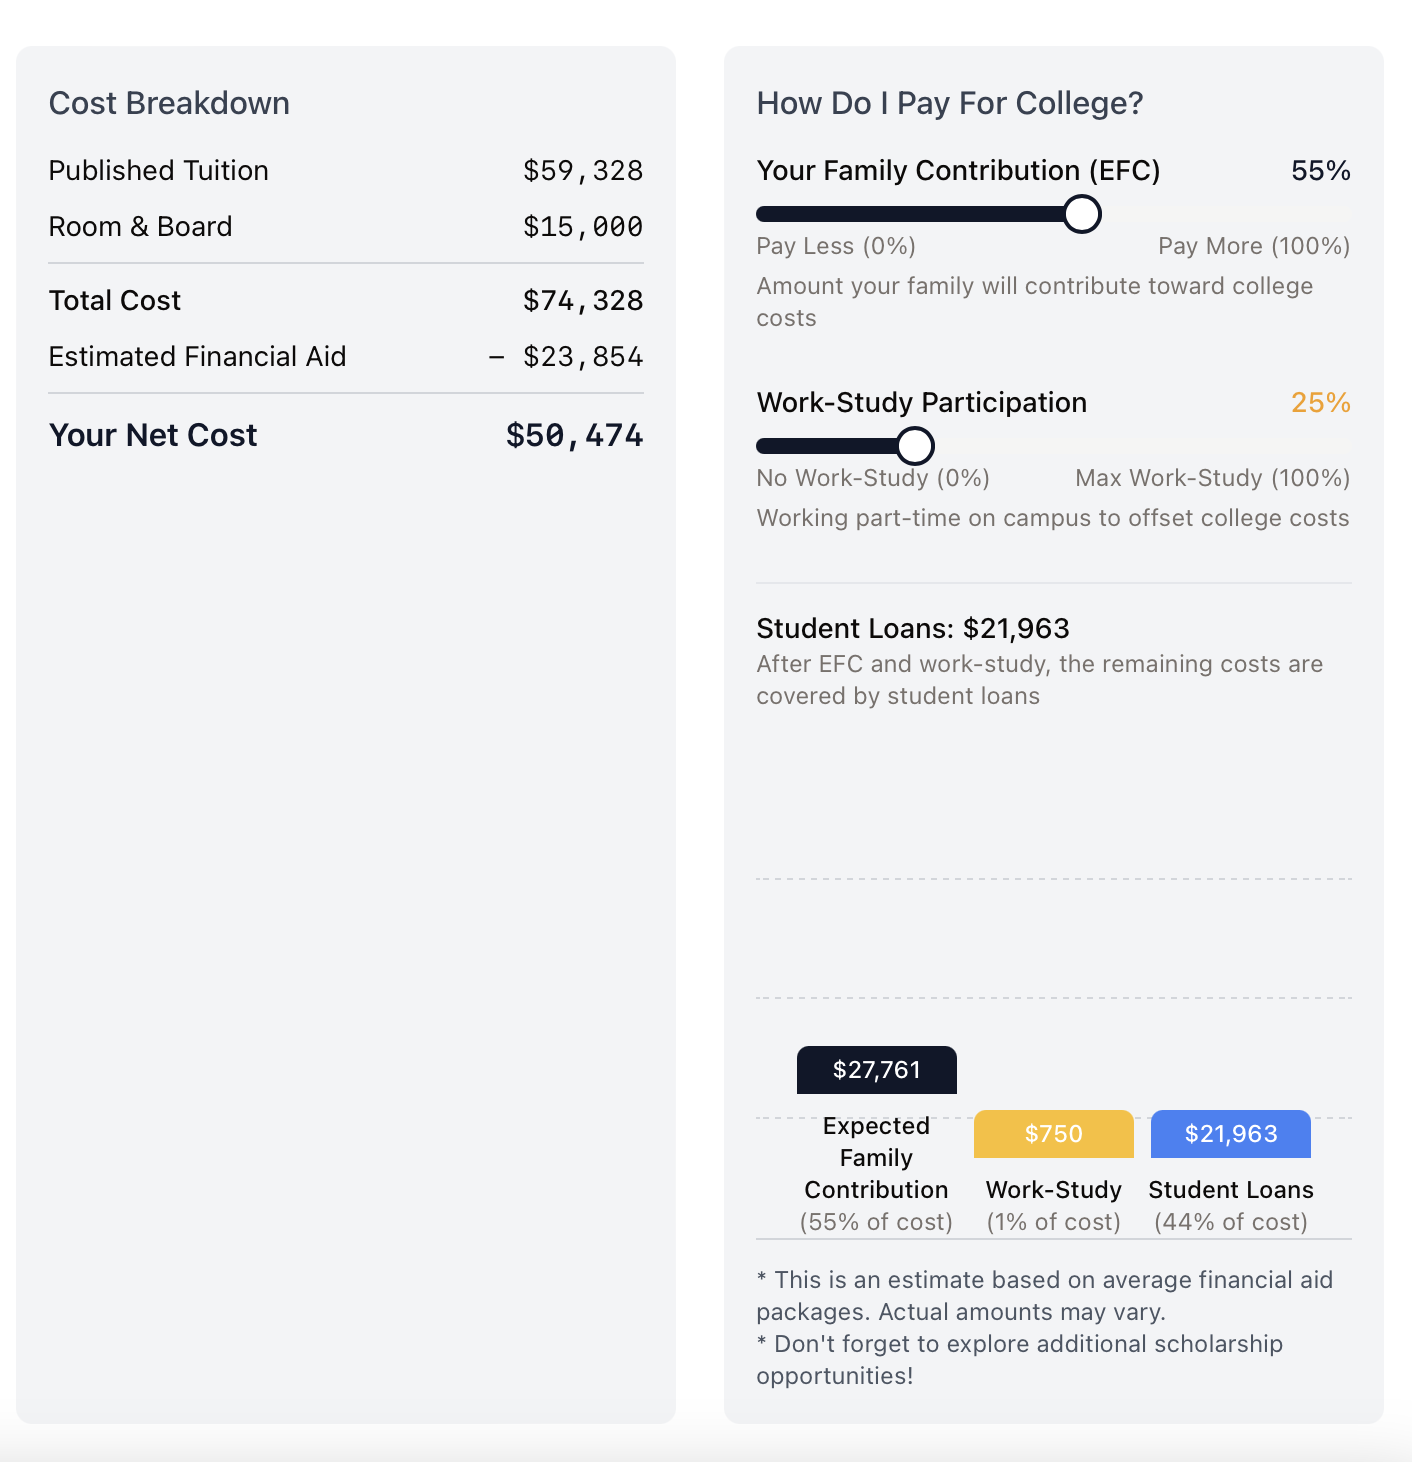 Cost Breakdown
Published Tuition $59,328
Room & Board $15,000
Total Cost $74,328
Estimated Financial Aid – $23,854
Your Net Cost $50,474
How Do I Pay For College?
Your Family Contribution (EFC) 55%
Pay Less (0%) Pay More (100%)
Amount your family will contribute toward college
costs
Work-Study Participation 25%
No Work-Study (0%) Max Work-Study (100%)
Working part-time on campus to offset college costs
Student Loans: $21,963
After EFC and work-study, the remaining costs are
covered by student loans
$27,761
Expected
Family
Contribution
(55% of cost)
$750
Work-Study
(1% of cost)
$21,963
Student Loans
(44% of cost)
* This is an estimate based on average financial aid
packages. Actual amounts may vary.
* Don't forget to explore additional scholarship
opportunities!